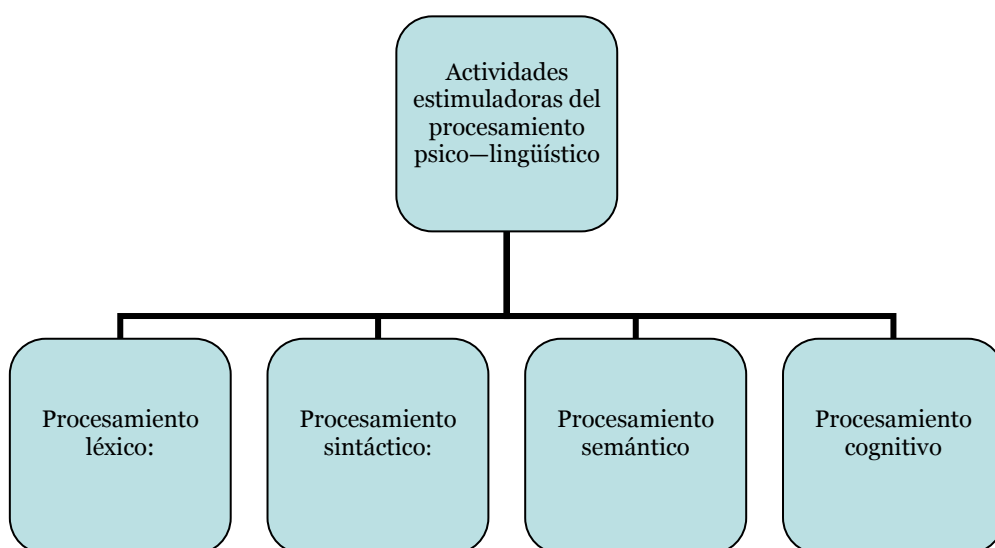 Actividades
estimuladoras del
procesamiento
psico—lingüístico
Procesamiento
léxico:
Procesamiento
sintáctico:
Procesamiento
semántico
Procesamiento
cognitivo